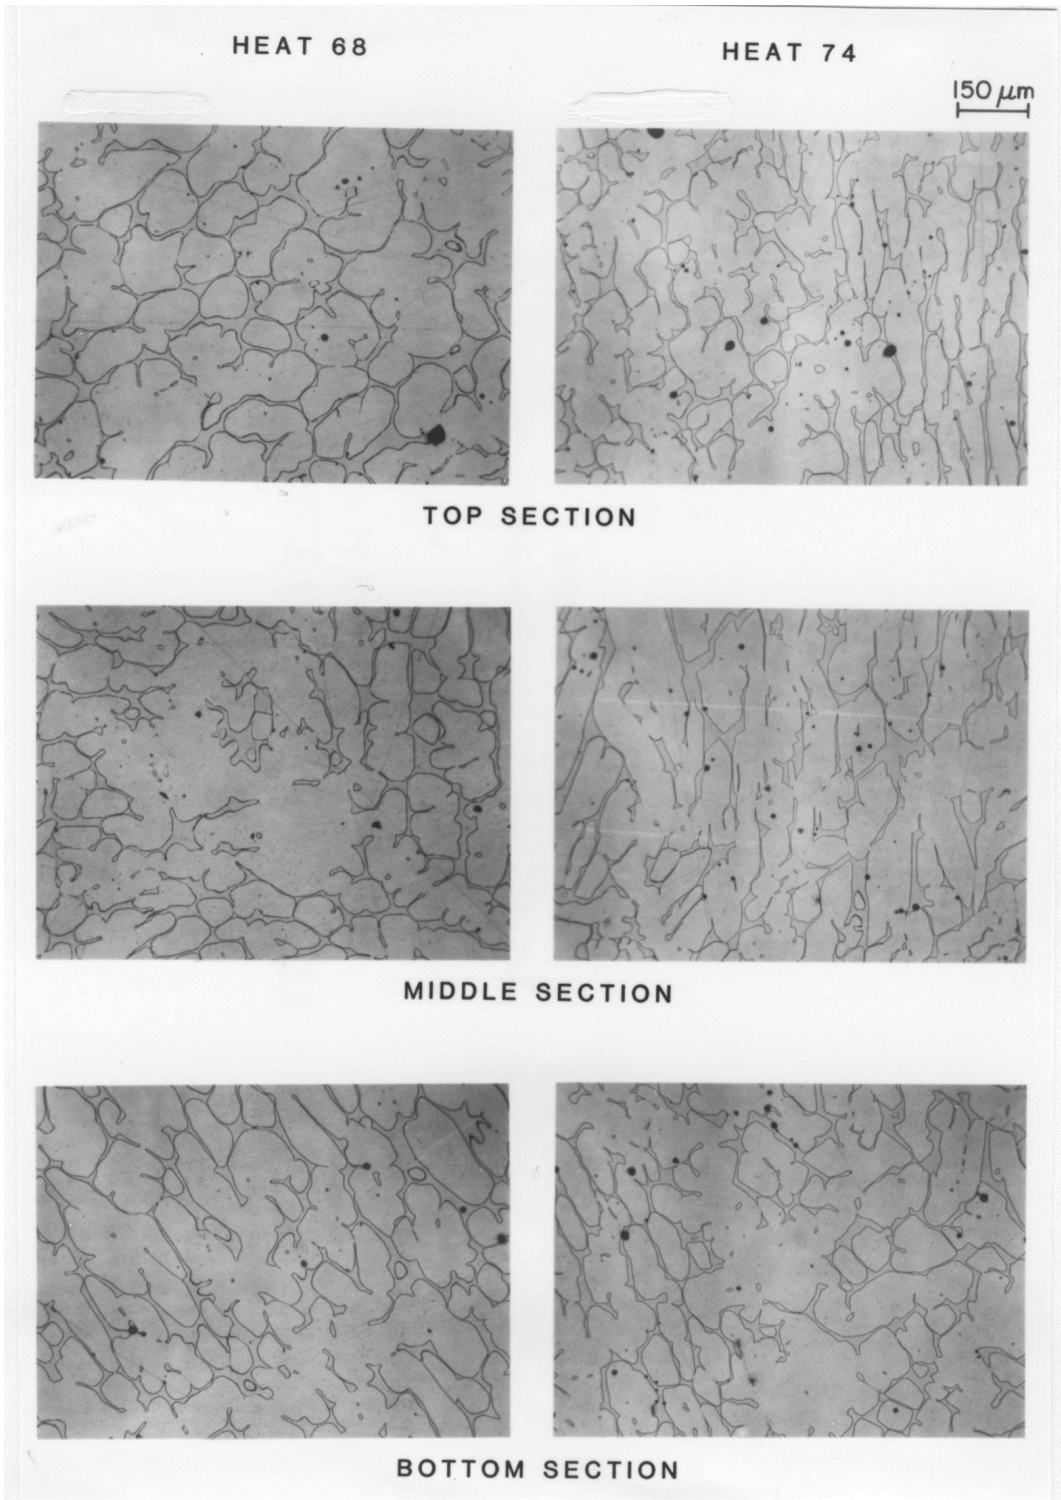 HEAT 68
HEAT 74
150 μm
TOP SECTION
MIDDLE SECTION
BOTTOM SECTION